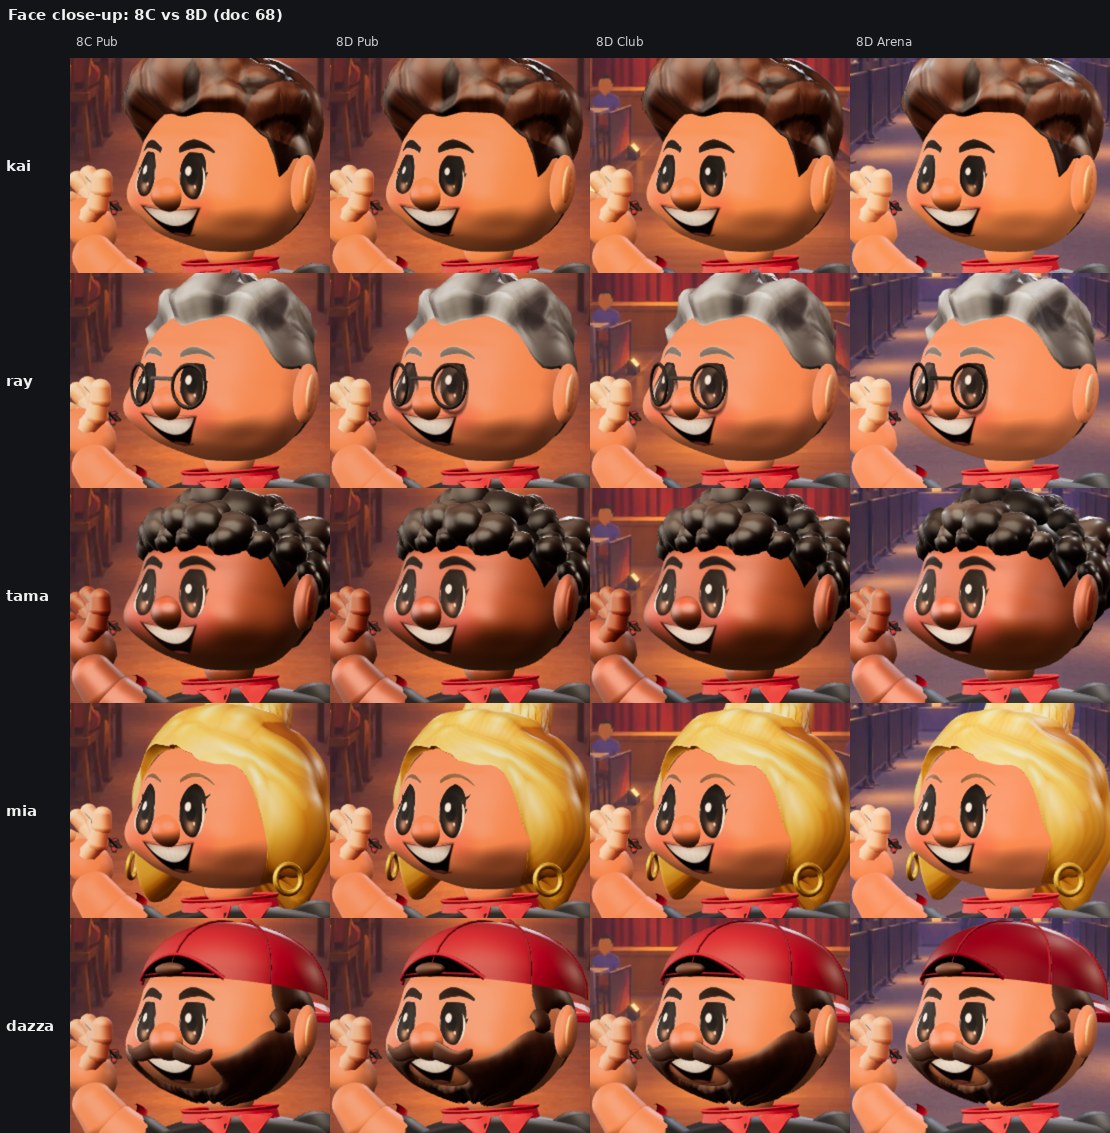 Face close-up: 8C vs 8D (doc 68)
8C Pub 8D Pub 8D Club 8D Arena
kai
ray
tama
mia
dazza